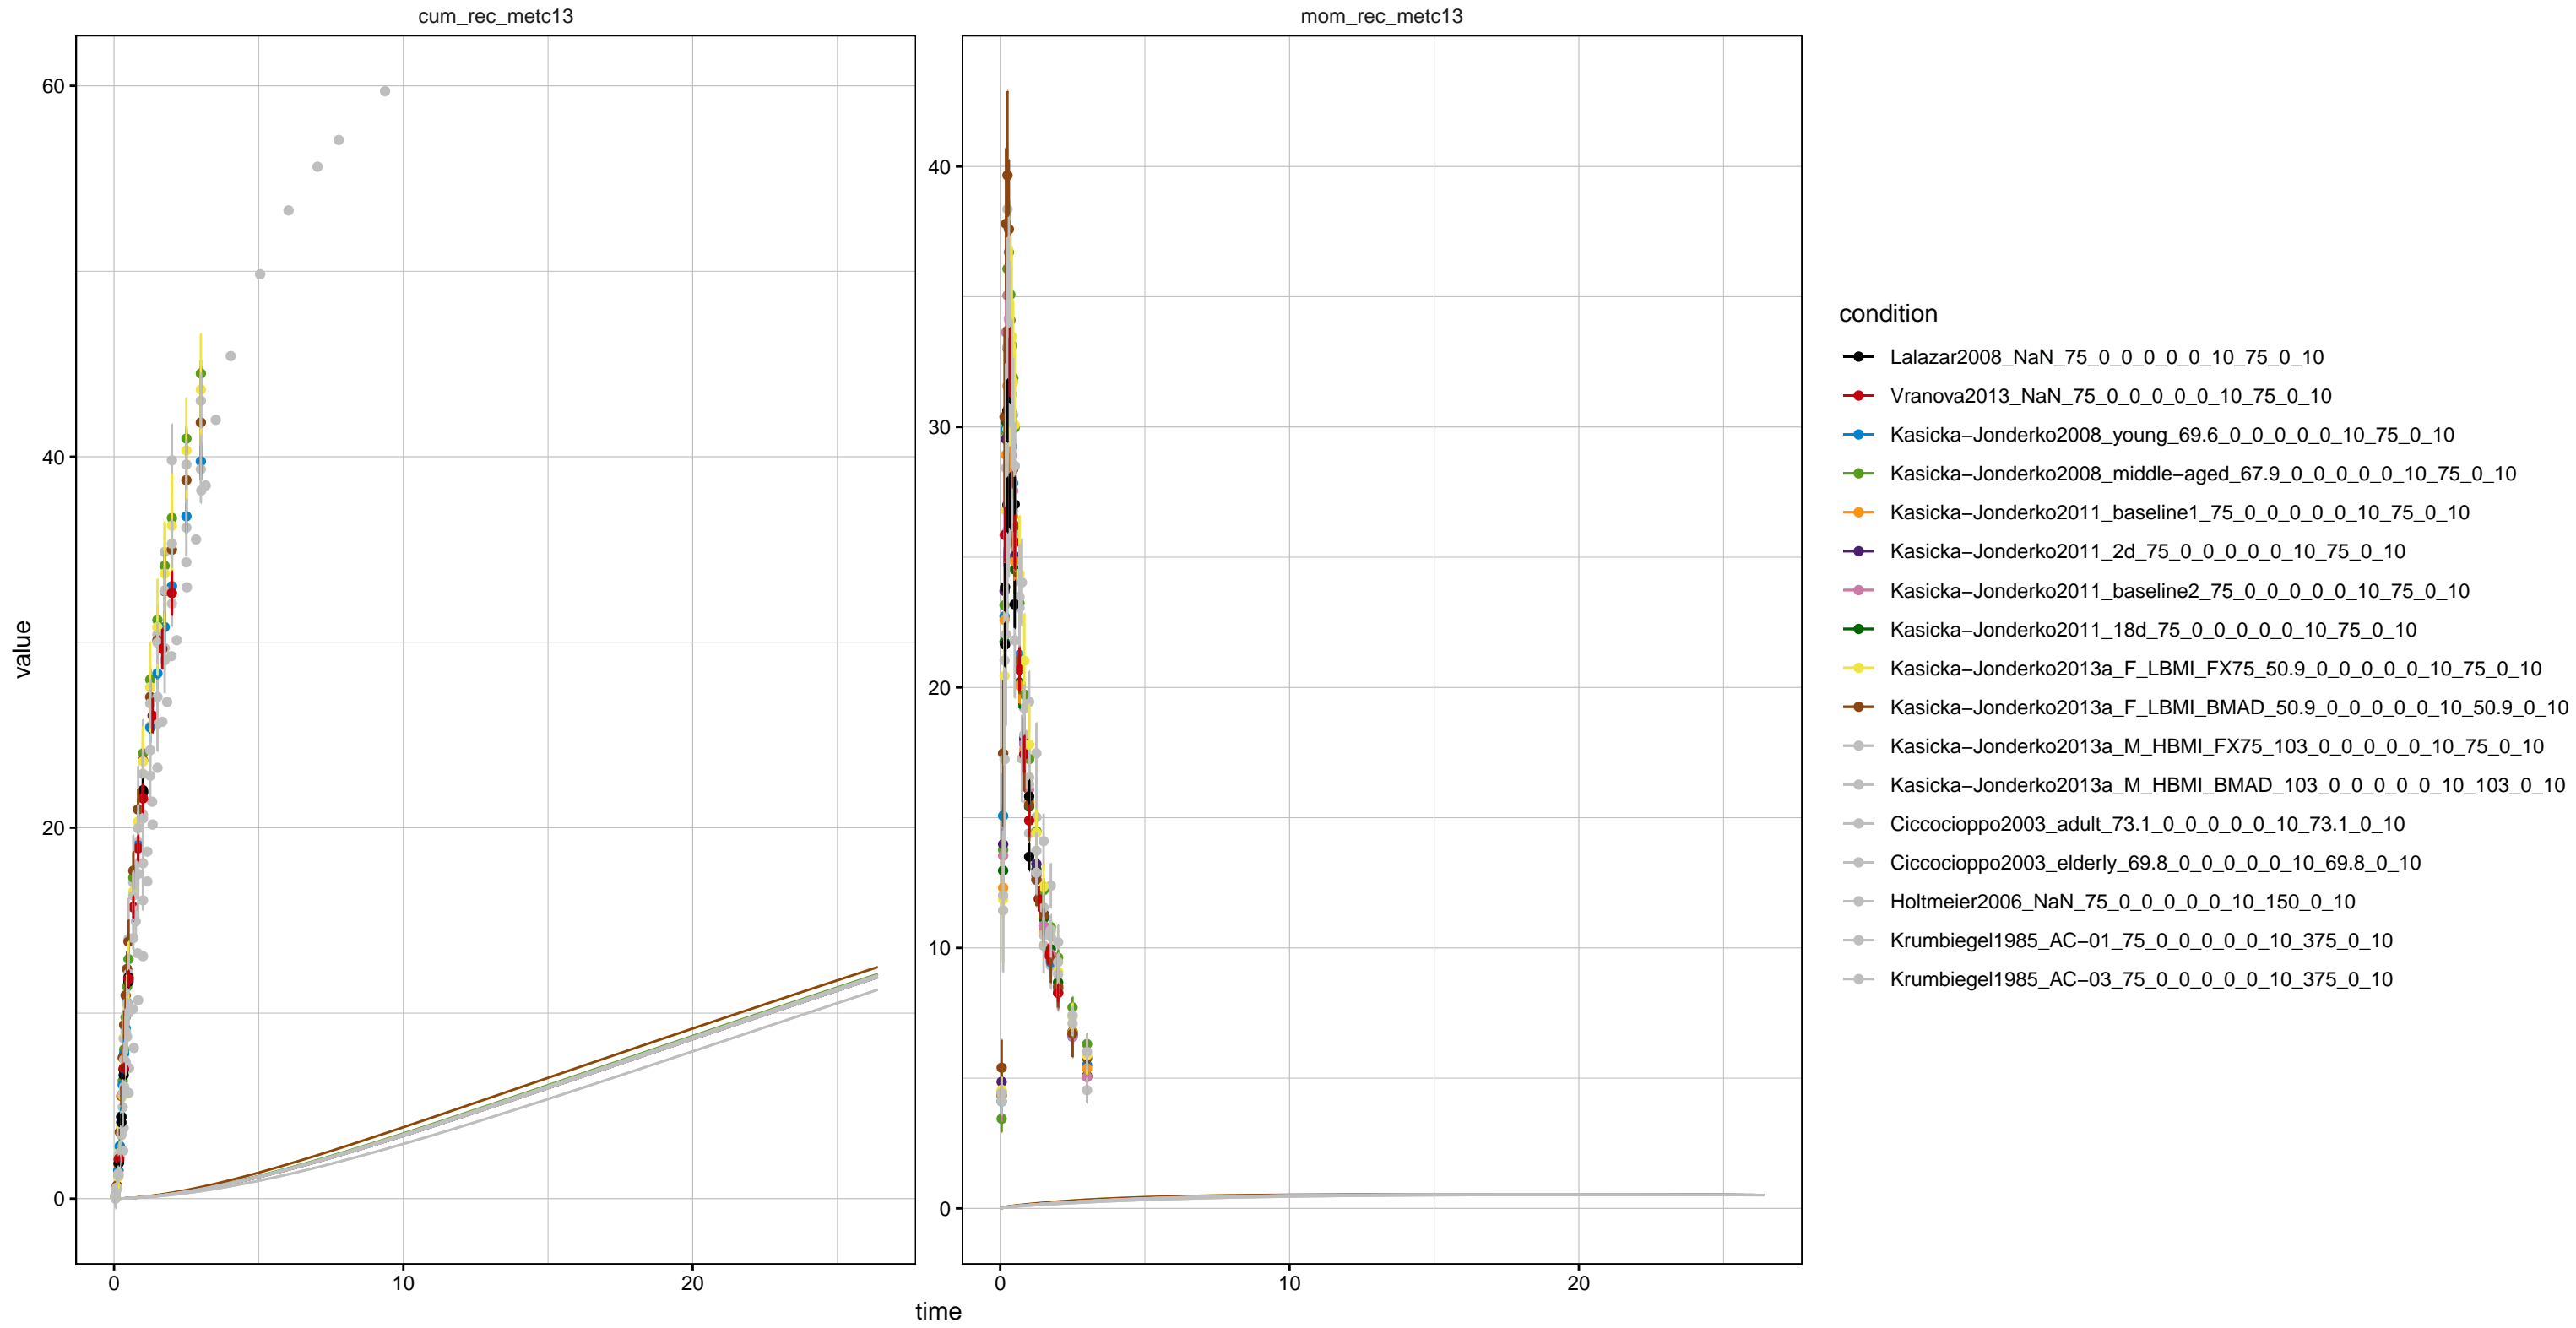 cum_rec_metc13
mom_rec_metc13
value
60
40
20
0
0
10
20
40
30
20
10
0
0
10
20
time
condition
Lalazar2008_NaN_75_0_0_0_0_0_10_75_0_10
Vranova2013_NaN_75_0_0_0_0_0_10_75_0_10
Kasicka−Jonderko2008_young_69.6_0_0_0_0_0_10_75_0_10
Kasicka−Jonderko2008_middle−aged_67.9_0_0_0_0_0_10_75_0_10
Kasicka−Jonderko2011_baseline1_75_0_0_0_0_0_10_75_0_10
Kasicka−Jonderko2011_2d_75_0_0_0_0_0_10_75_0_10
Kasicka−Jonderko2011_baseline2_75_0_0_0_0_0_10_75_0_10
Kasicka−Jonderko2011_18d_75_0_0_0_0_0_10_75_0_10
Kasicka−Jonderko2013a_F_LBMI_FX75_50.9_0_0_0_0_0_10_75_0_10
Kasicka−Jonderko2013a_F_LBMI_BMAD_50.9_0_0_0_0_0_10_50.9_0_10
Kasicka−Jonderko2013a_M_HBMI_FX75_103_0_0_0_0_0_10_75_0_10
Kasicka−Jonderko2013a_M_HBMI_BMAD_103_0_0_0_0_0_10_103_0_10
Ciccocioppo2003_adult_73.1_0_0_0_0_0_10_73.1_0_10
Ciccocioppo2003_elderly_69.8_0_0_0_0_0_10_69.8_0_10
Holtmeier2006_NaN_75_0_0_0_0_0_10_150_0_10
Krumbiegel1985_AC−01_75_0_0_0_0_0_10_375_0_10
Krumbiegel1985_AC−03_75_0_0_0_0_0_10_375_0_10